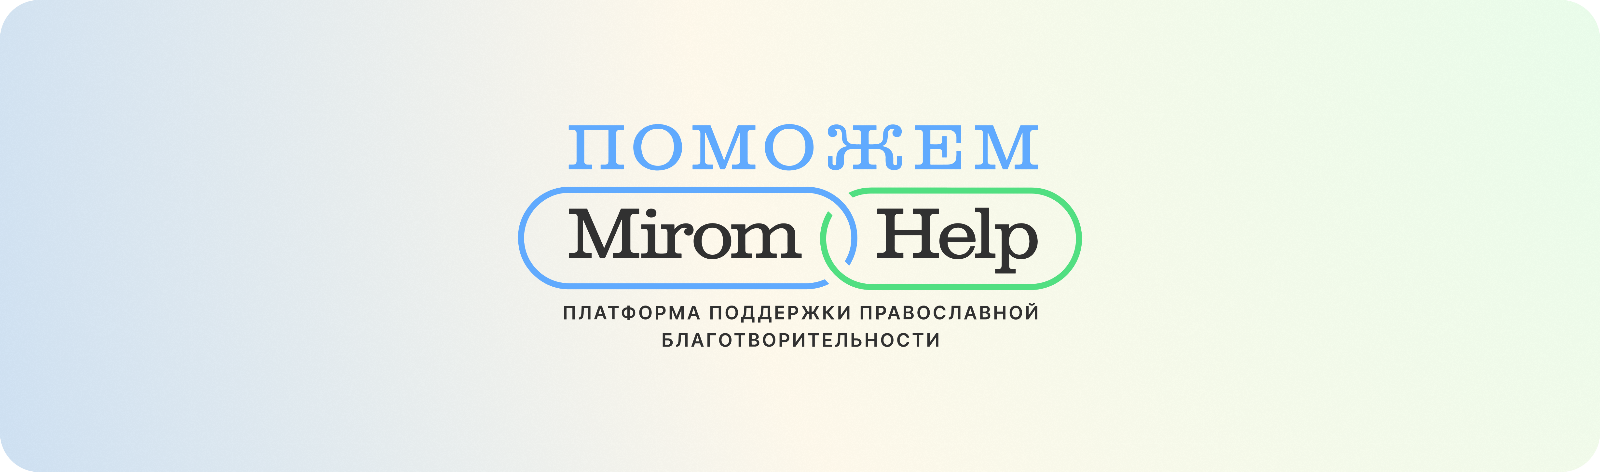 ПОМОЖЕМ
Mirom Help
ПЛАТФОРМА ПОДДЕРЖКИ ПРАВОСЛАВНОЙ
БЛАГОТВОРИТЕЛЬНОСТИ